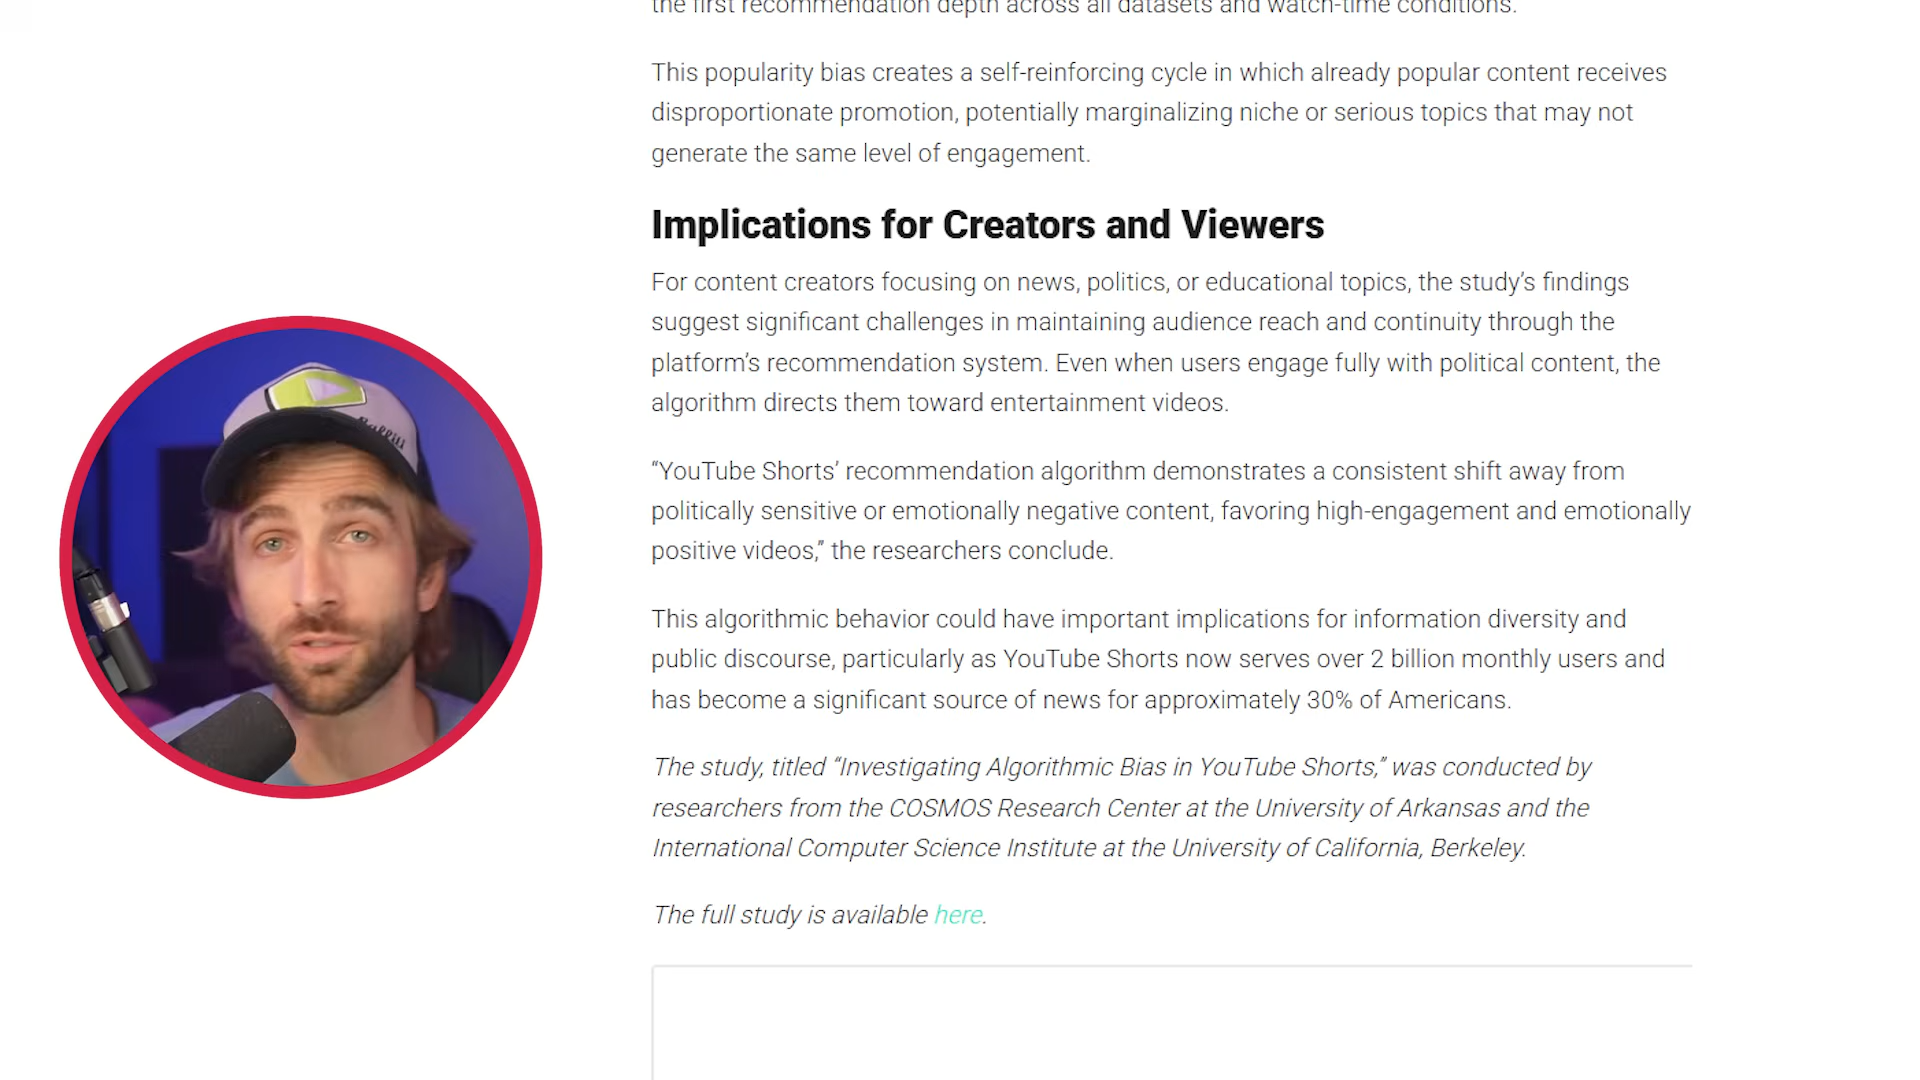 the first recommendation depth across all datasets and watch-time conditions.
This popularity bias creates a self-reinforcing cycle in which already popular content receives
disproportionate promotion, potentially marginalizing niche or serious topics that may not
generate the same level of engagement.
Implications for Creators and Viewers
For content creators focusing on news, politics, or educational topics, the study’s findings
suggest significant challenges in maintaining audience reach and continuity through the
platform’s recommendation system. Even when users engage fully with political content, the
algorithm directs them toward entertainment videos.
“YouTube Shorts’ recommendation algorithm demonstrates a consistent shift away from
politically sensitive or emotionally negative content, favoring high-engagement and emotionally
positive videos,” the researchers conclude.
This algorithmic behavior could have important implications for information diversity and
public discourse, particularly as YouTube Shorts now serves over 2 billion monthly users and
has become a significant source of news for approximately 30% of Americans.
The study, titled “Investigating Algorithmic Bias in YouTube Shorts,” was conducted by
researchers from the COSMOS Research Center at the University of Arkansas and the
International Computer Science Institute at the University of California, Berkeley.
The full study is available here.